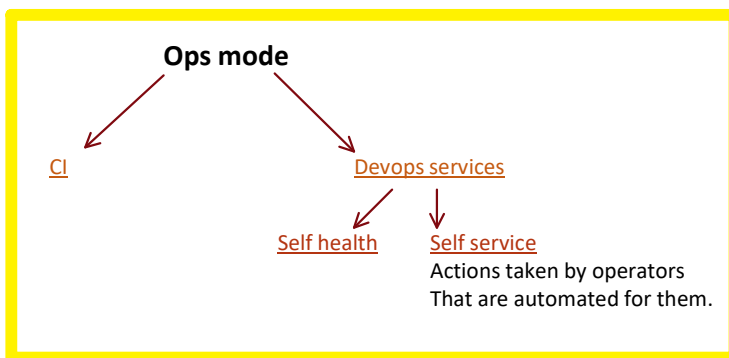 Ops mode
CI
Devops services
Self health
Self service
Actions taken by operators
That are automated for them.